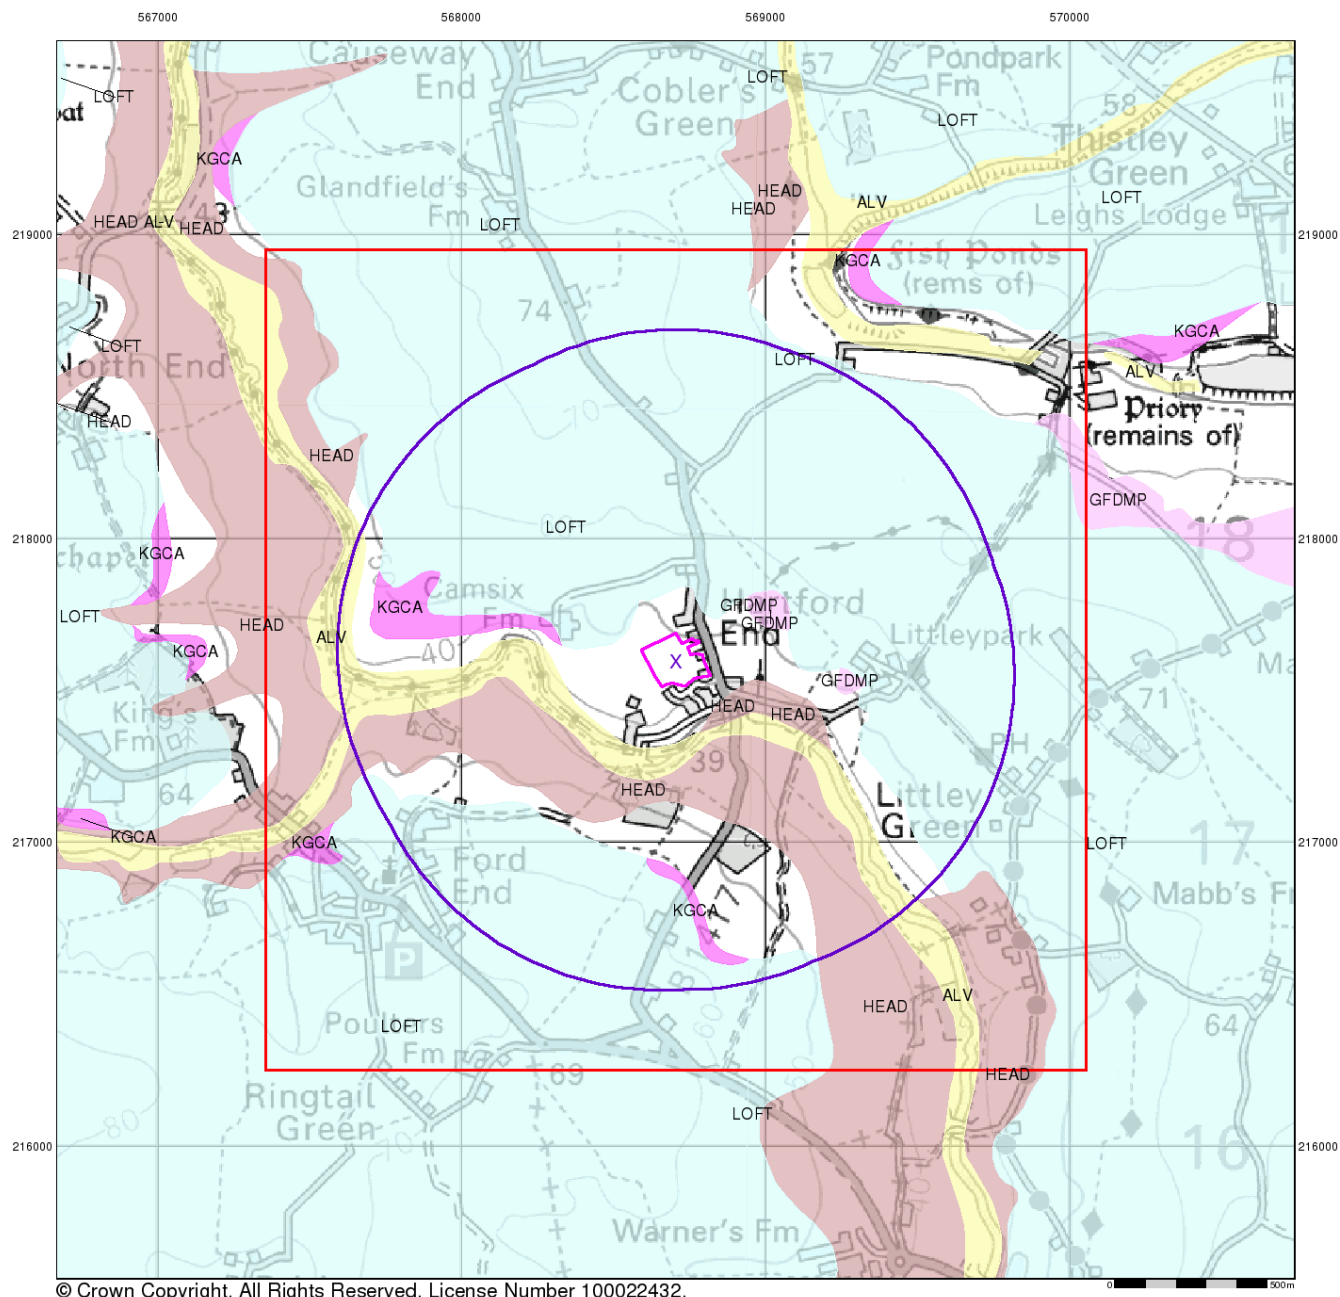 567000 568000 569000 570000
Causeway End
57
Pondpark Fm
LOFT
LOFT
Cobler's Green
58
LOFT
Thistley Green
KGCA
Glandfield's Fm
HEAD
HEAD
LOFT
ALV
Leighs Lodge
43
HEAD ALV HEAD
LOFT
219000 219000
KGCA
Fish Ponds (rems of)
74
KGCA
LOFT
North End
LOFT
ALV
Priory (remains of)
HEAD
70
HEAD
GFDMP
18
LOFT
218000 218000
chapel
KGCA
Camsix Fm
KGCA
GFDMP
GFDMP
End
LOFT
HEAD
ALV
Littleypark
KGCA
40
X
GFDMP
71
King's Fm
HEAD
HEAD
PH
39
64
HEAD
Littley Green
KGCA
KGCA
217000 217000
LOFT
17
Ford End
Mabb's F
KGCA
P
HEAD
ALV
LOFT
Poulters Fm
60
64
69
HEAD
Ringtail Green
LOFT
80
70
216000 216000
16
Warner's Fm
0 500m
© Crown Copyright. All Rights Reserved. License Number 100022432.